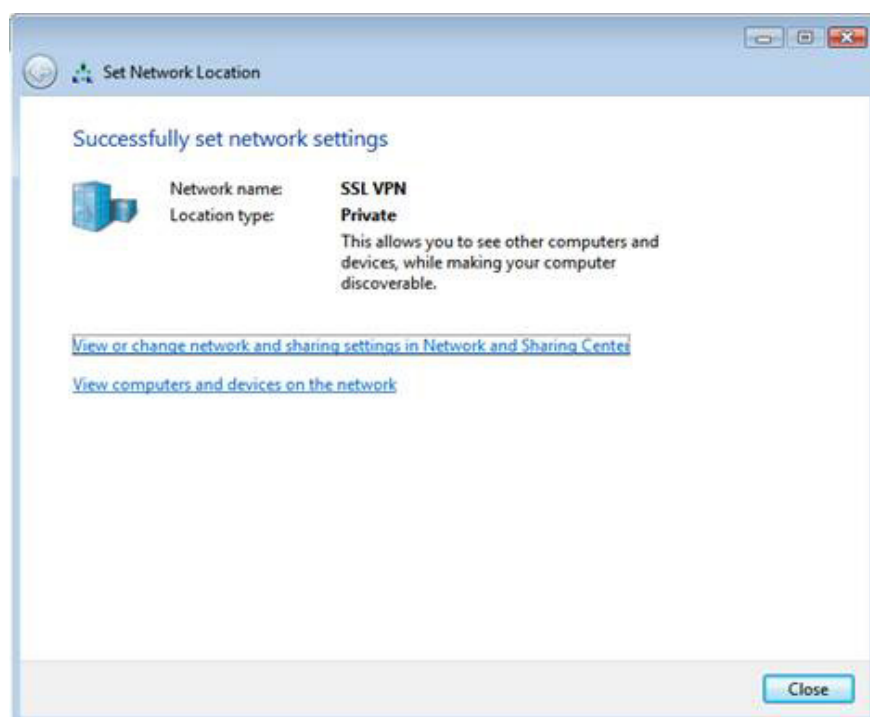 Set Network Location
Successfully set network settings
Network name: SSL VPN
Location type: Private
This allows you to see other computers and
devices, while making your computer
discoverable.
View or change network and sharing settings in Network and Sharing Center
View computers and devices on the network
Close